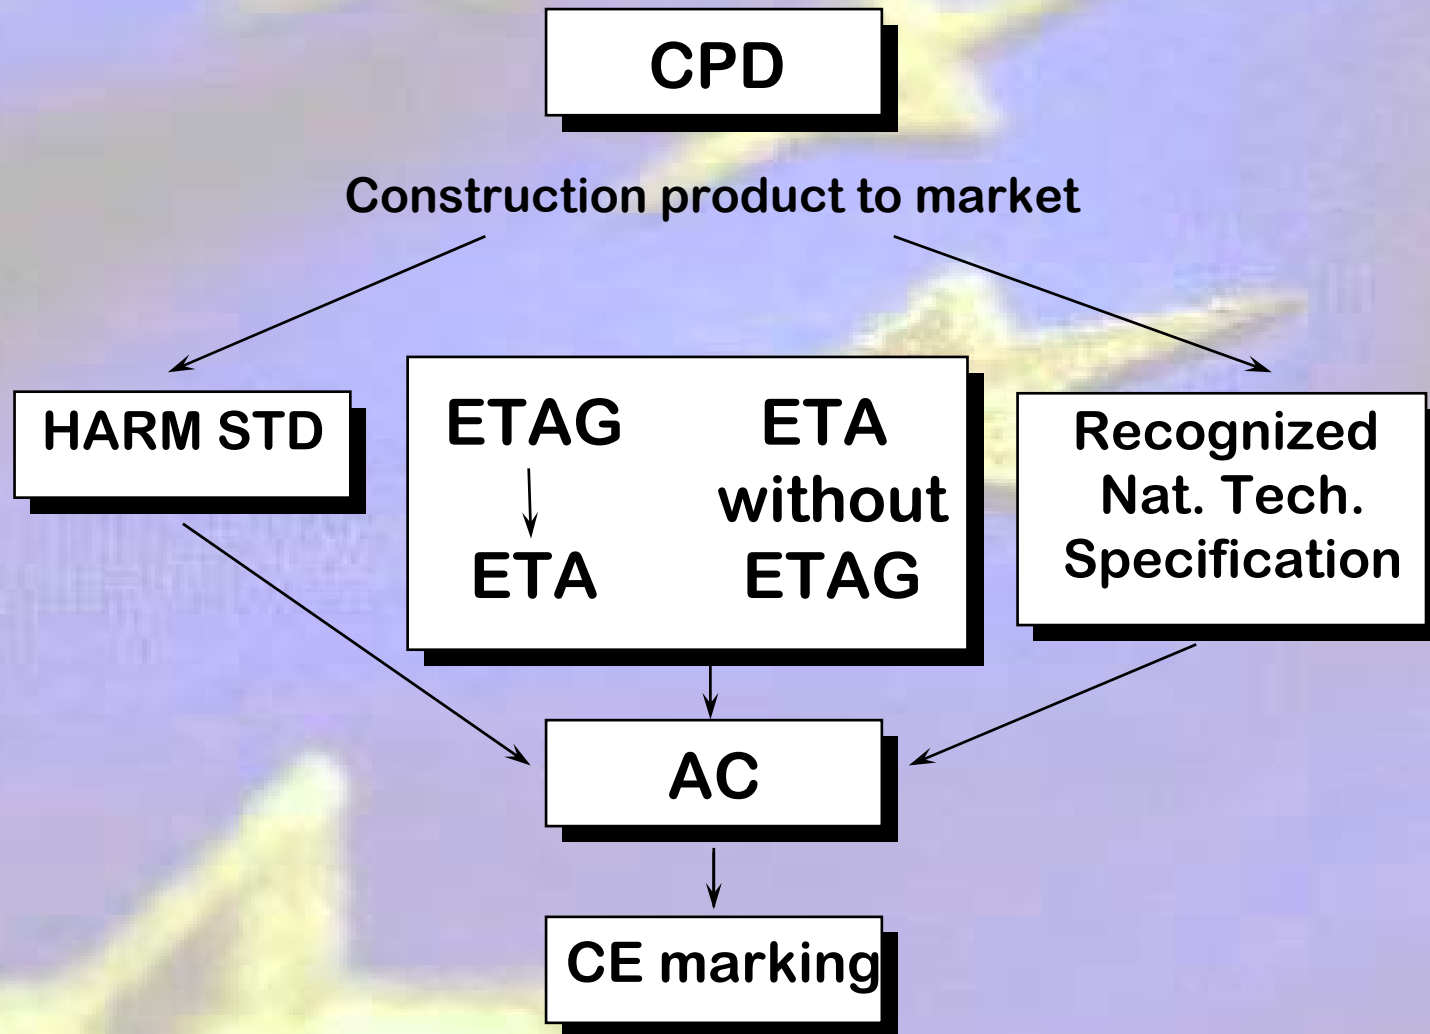 CPD
Construction product to market
HARM STD
ETAG
ETA
ETA
without
ETAG
Recognized
Nat. Tech.
Specification
AC
CE marking